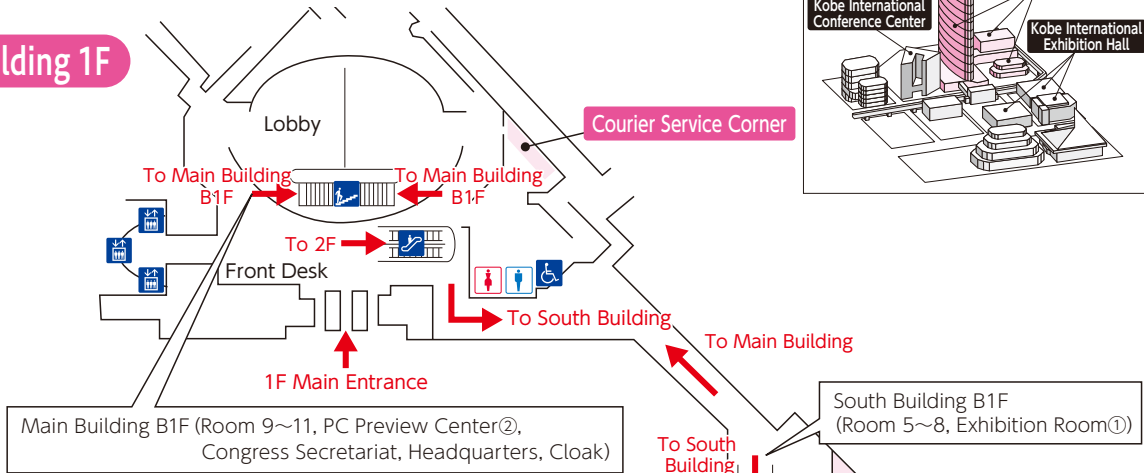 lding 1F
Kobe International
Conference Center
Kobe International
Exhibition Hall
Lobby
Courier Service Corner
To Main Building
B1F
To Main Building
B1F
To 2F
Front Desk
To South Building
To Main Building
1F Main Entrance
Main Building B1F (Room 9~11, PC Preview Center②,
Congress Secretariat, Headquarters, Cloak)
South Building B1F
(Room 5~8, Exhibition Room①)
To South
Building